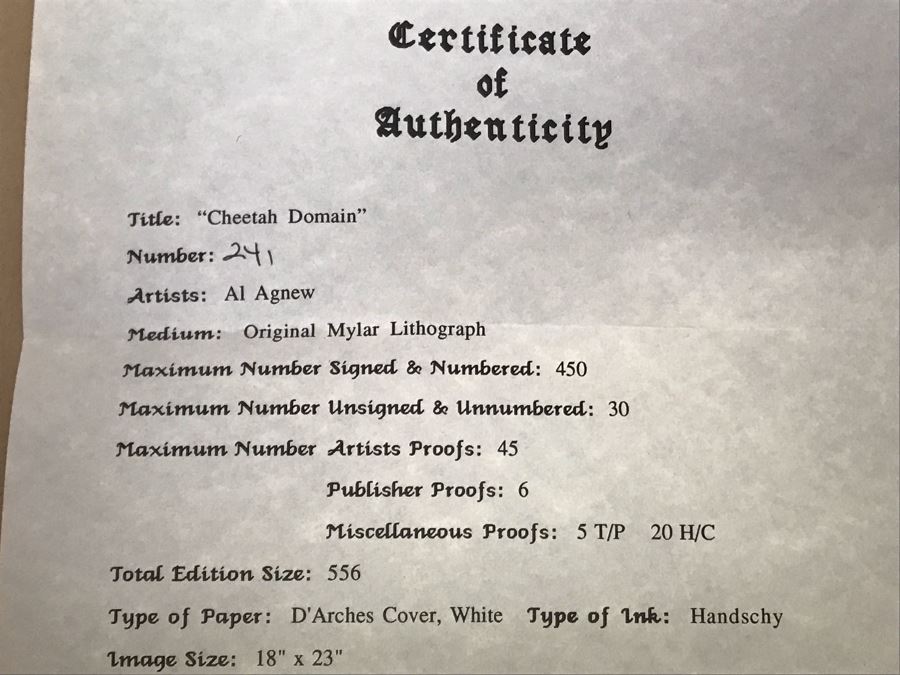 Certificate
of
Authenticity
Title: “Cheetah Domain”
Number: 241
Artists: Al Agnew
Medium: Original Mylar Lithograph
Maximum Number Signed & Numbered: 450
Maximum Number Unsigned & Unnumbered: 30
Maximum Number Artists Proofs: 45
Publisher Proofs: 6
Miscellaneous Proofs: 5 T/P 20 H/C
Total Edition Size: 556
Type of Paper: D'Arches Cover, White Type of Ink: Handschy
Image Size: 18" x 23"